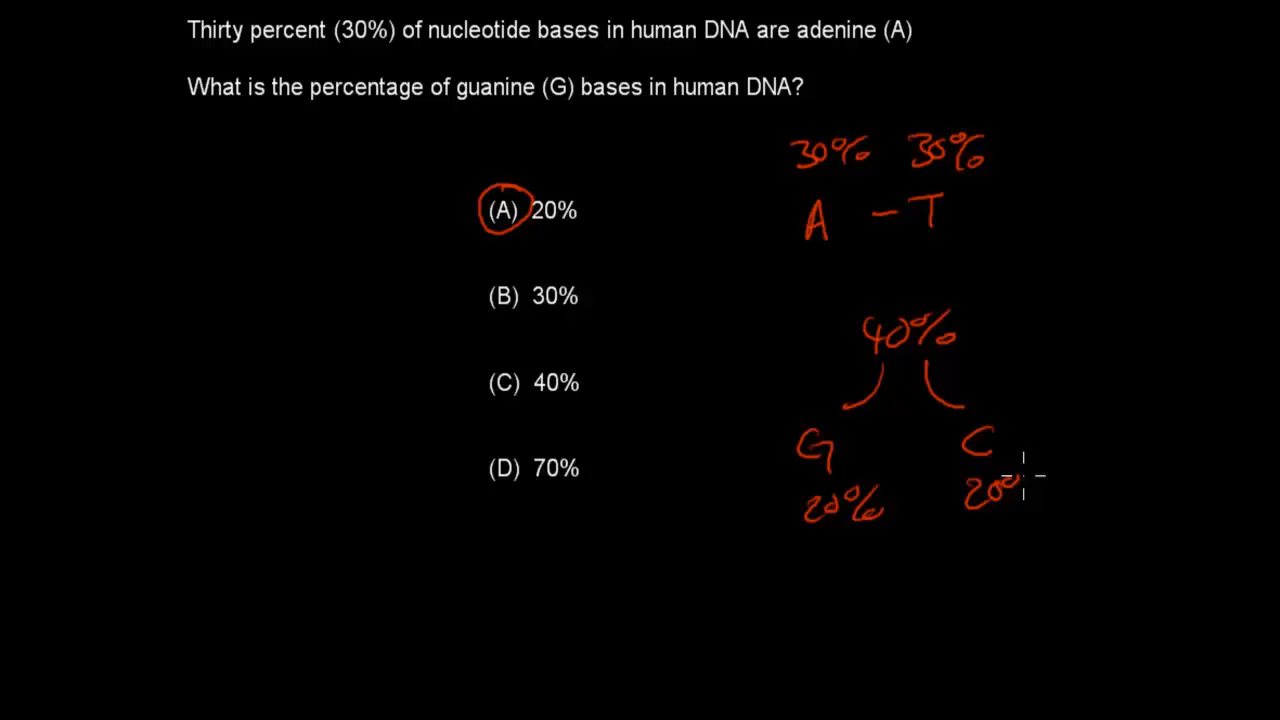 Thirty percent (30%) of nucleotide bases in human DNA are adenine (A)
What is the percentage of guanine (G) bases in human DNA?
30% 30%
(A) 20%
A - T
(B) 30%
40%
(C) 40%
G C
(D) 70%
20% 20%